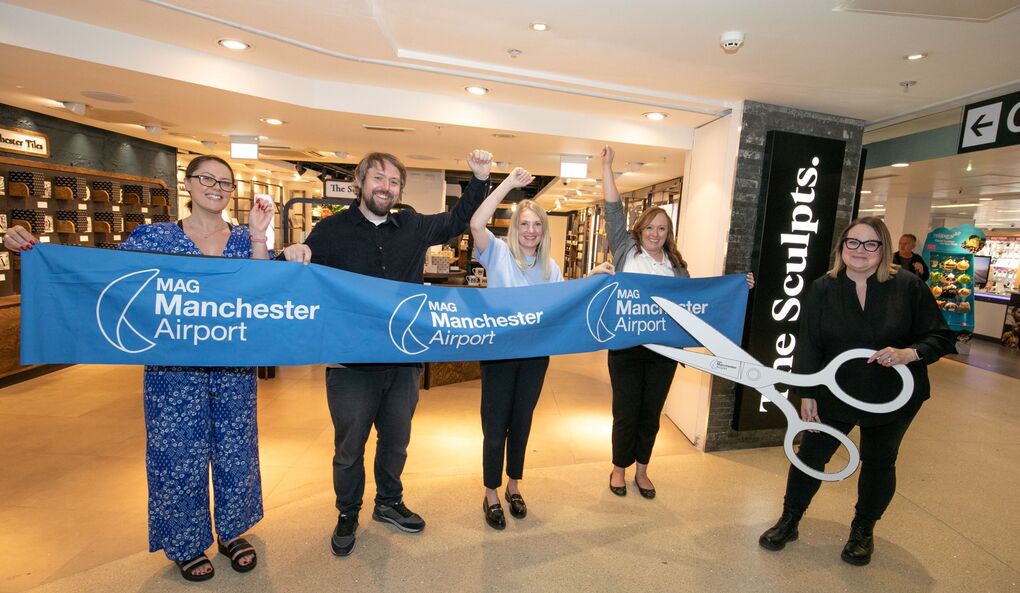 The Sculpts.
MAG
Manchester
Airport
MAG
Manchester
Airport
MAG
Manchester
Airport